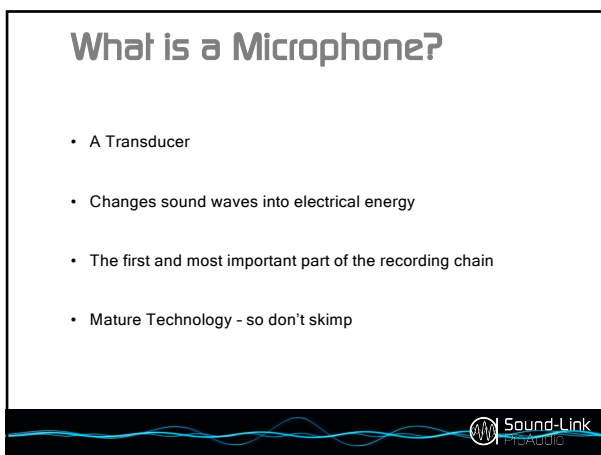 What is a Microphone?
• A Transducer
• Changes sound waves into electrical energy
• The first and most important part of the recording chain
• Mature Technology - so don't skimp
Sound-Link
ProAudio